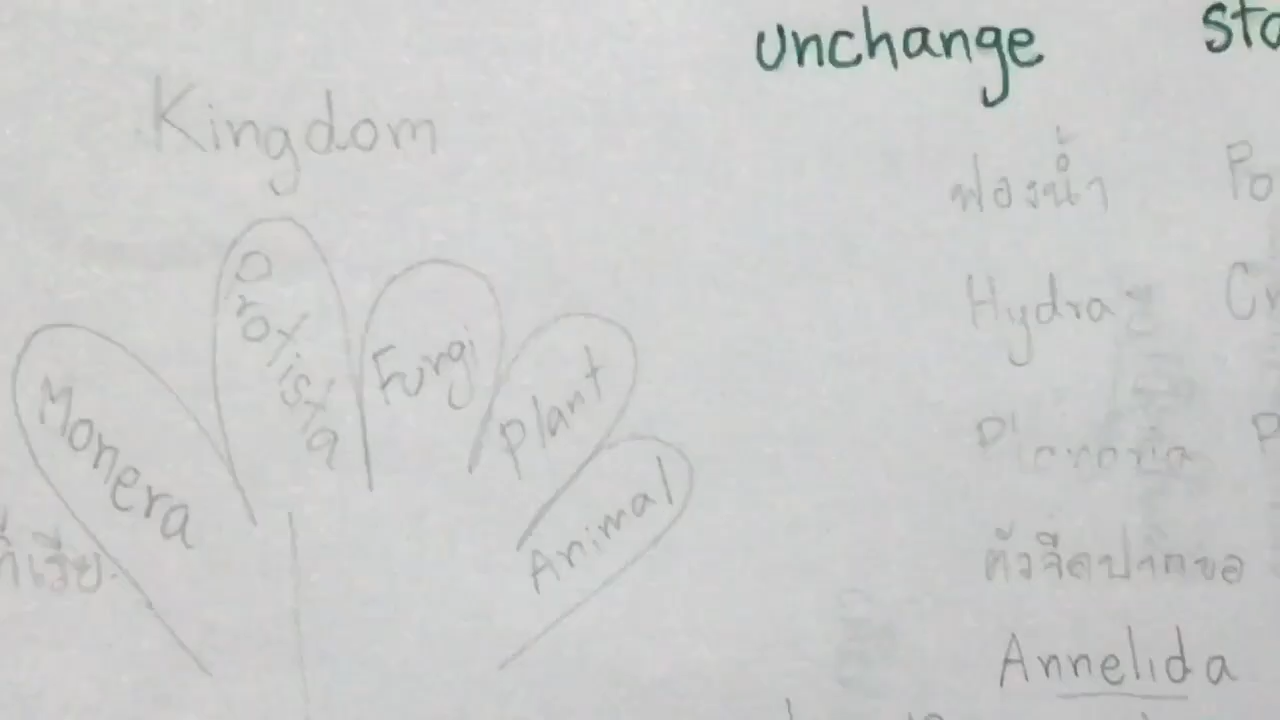 unchange
Kingdom
ฟองน้ำ Po
Hydra
Monera
Protista
Fungi
Plant
Animal
ตัวจี๊ดปากขอ
Annelida